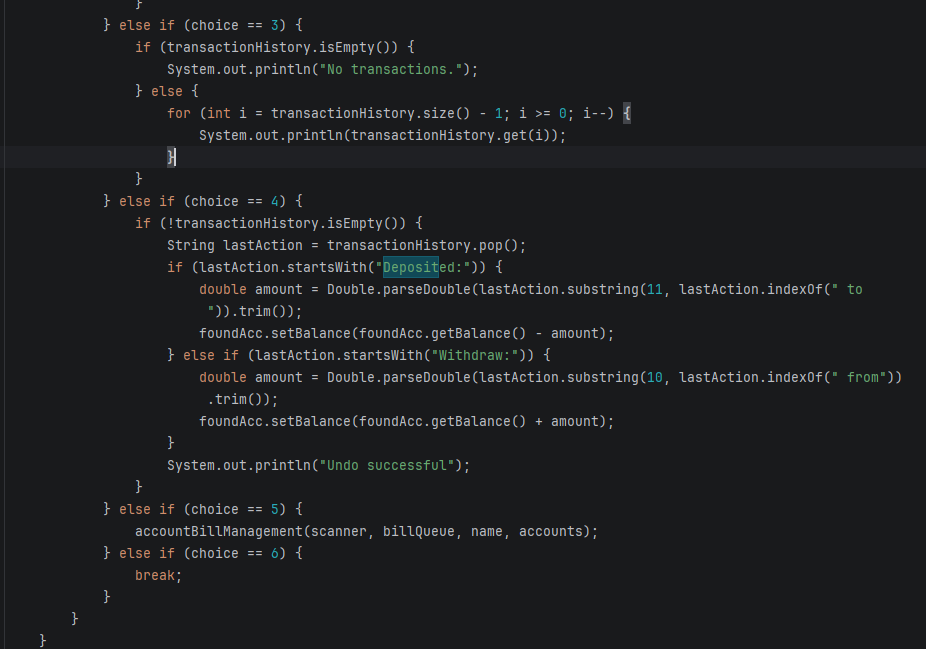 }
} else if (choice == 3) {
if (transactionHistory.isEmpty()) {
System.out.println("No transactions.");
} else {
for (int i = transactionHistory.size() - 1; i >= 0; i--) {
System.out.println(transactionHistory.get(i));
}
}
} else if (choice == 4) {
if (!transactionHistory.isEmpty()) {
String lastAction = transactionHistory.pop();
if (lastAction.startsWith("Deposited:")) {
double amount = Double.parseDouble(lastAction.substring(11, lastAction.indexOf(" to
")).trim());
foundAcc.setBalance(foundAcc.getBalance() - amount);
} else if (lastAction.startsWith("Withdraw:")) {
double amount = Double.parseDouble(lastAction.substring(10, lastAction.indexOf(" from"))
.trim());
foundAcc.setBalance(foundAcc.getBalance() + amount);
}
System.out.println("Undo successful");
}
} else if (choice == 5) {
accountBillManagement(scanner, billQueue, name, accounts);
} else if (choice == 6) {
break;
}
}
}